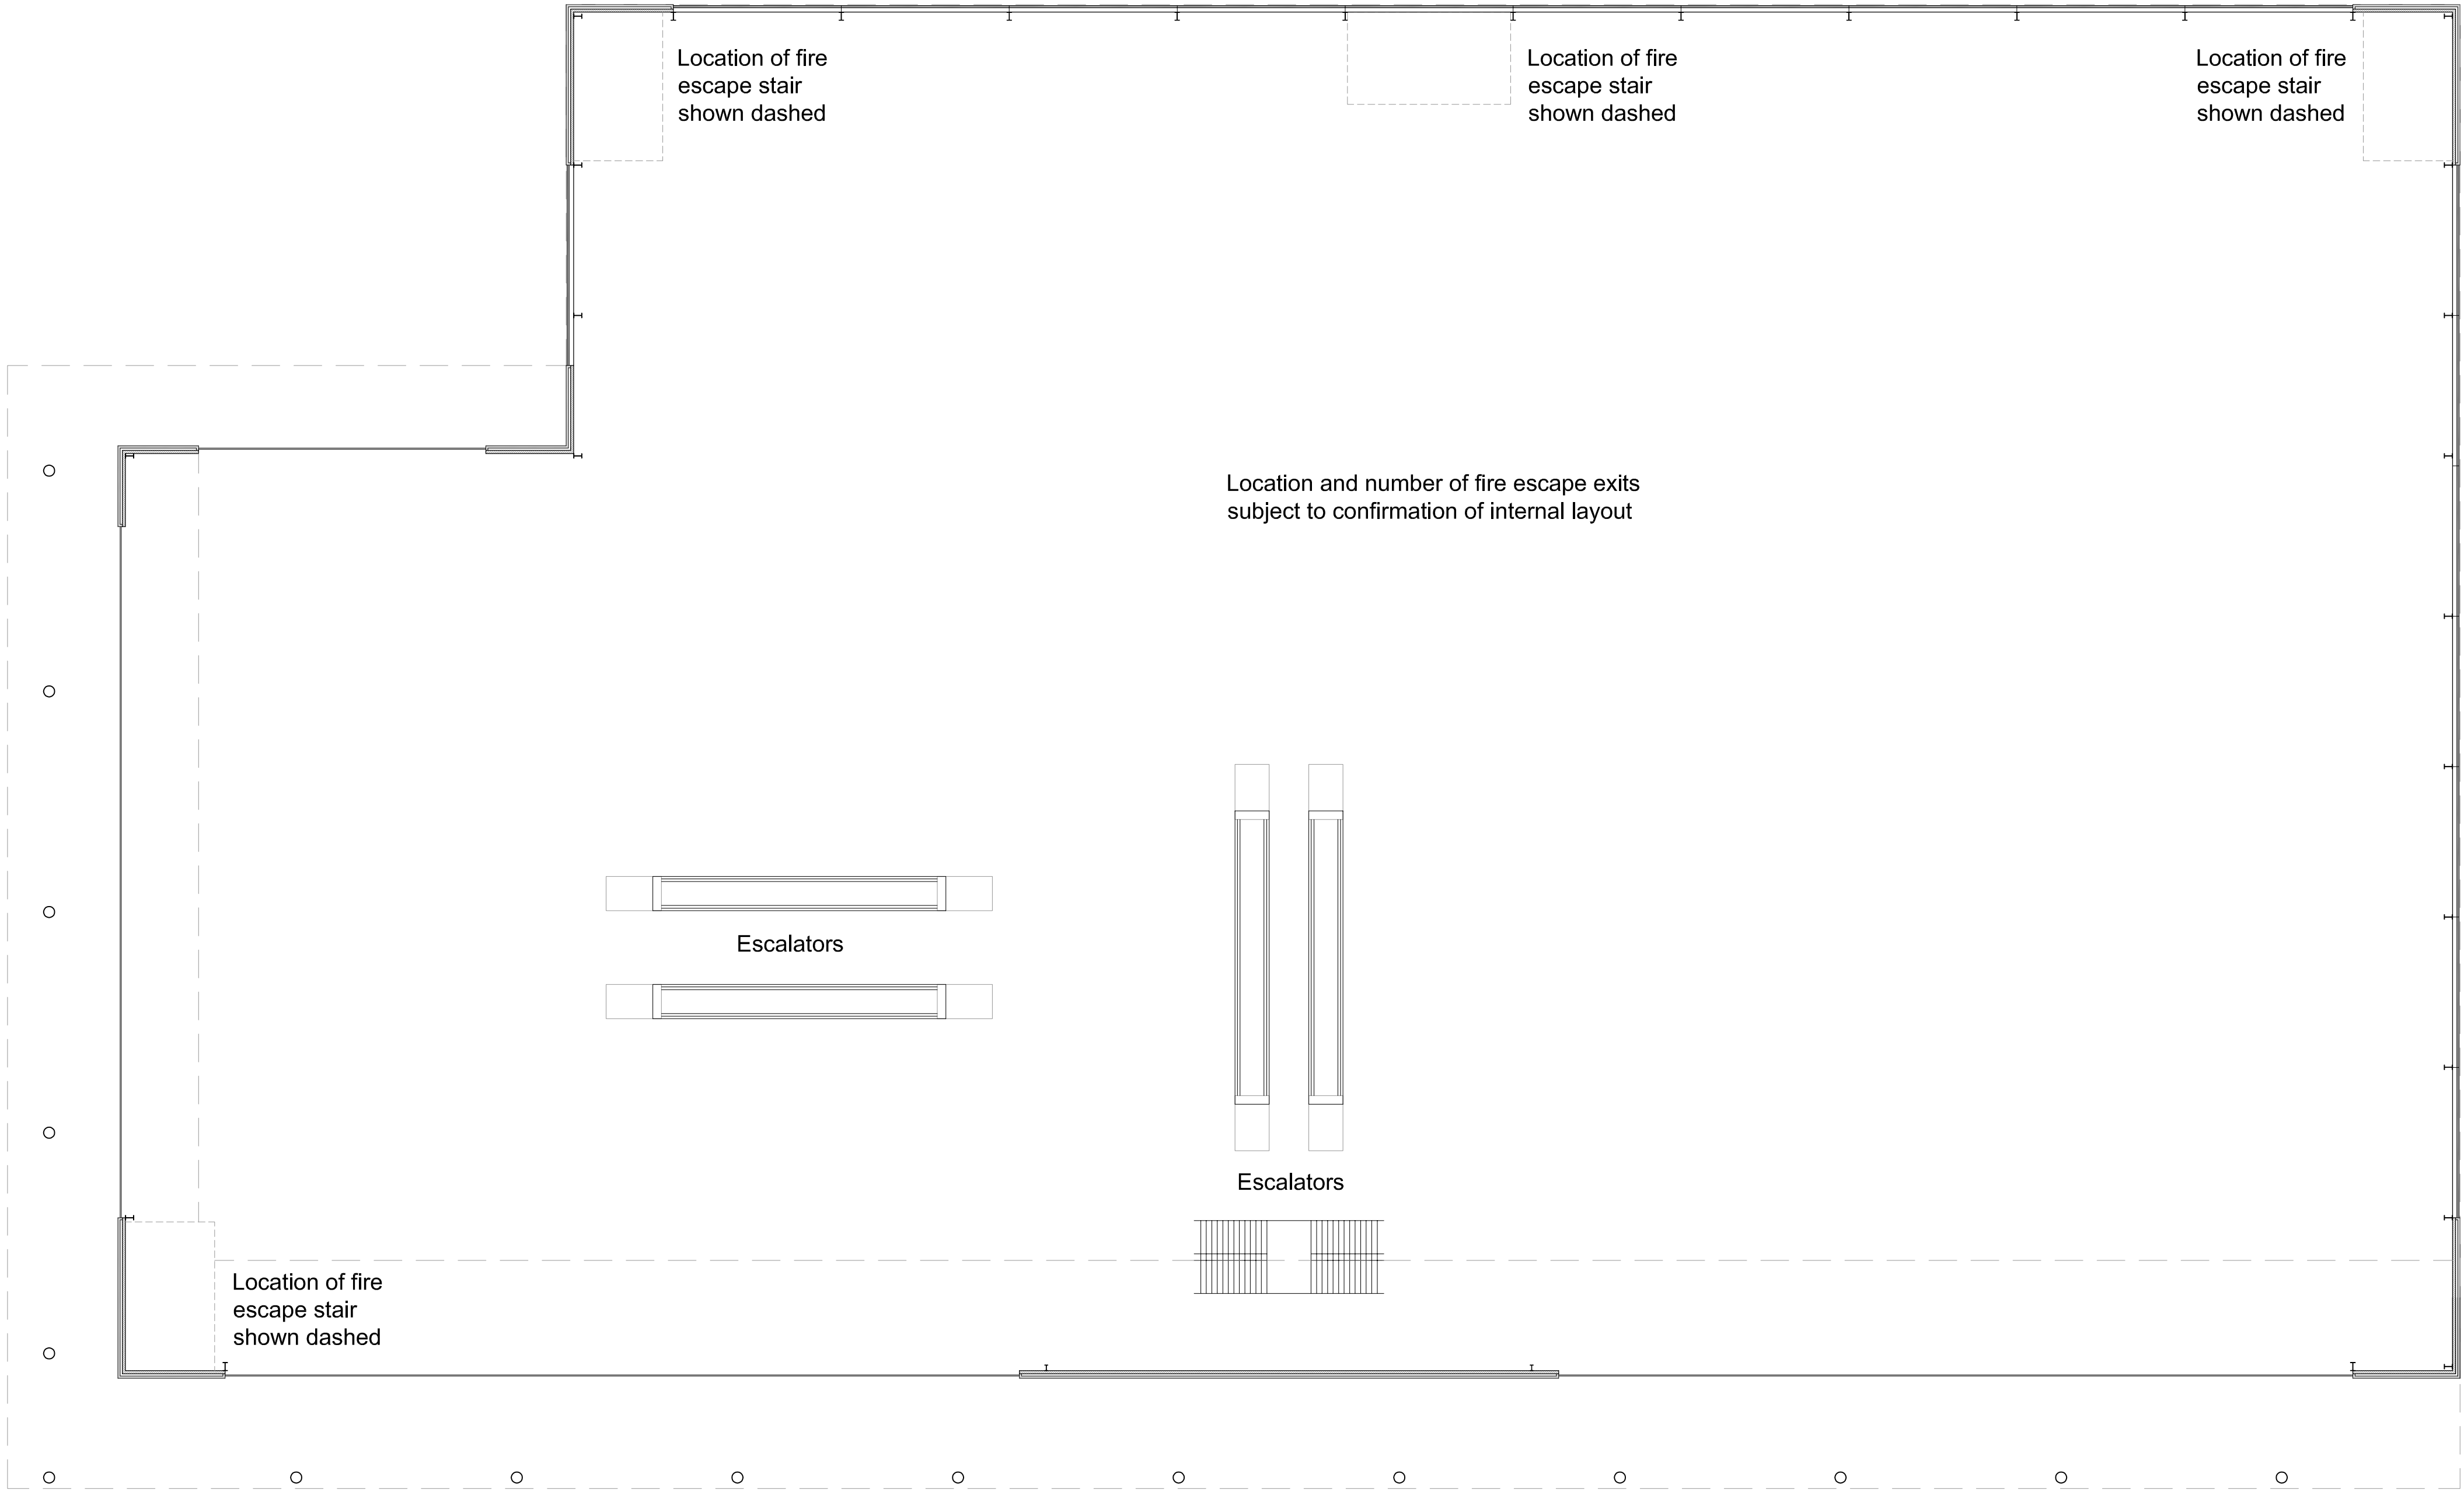 Location of fire
escape stair
shown dashed
Location of fire
escape stair
shown dashed
Location of fire
escape stair
shown dashed
Location and number of fire escape exits
subject to confirmation of internal layout
Escalators
Escalators
Location of fire
escape stair
shown dashed